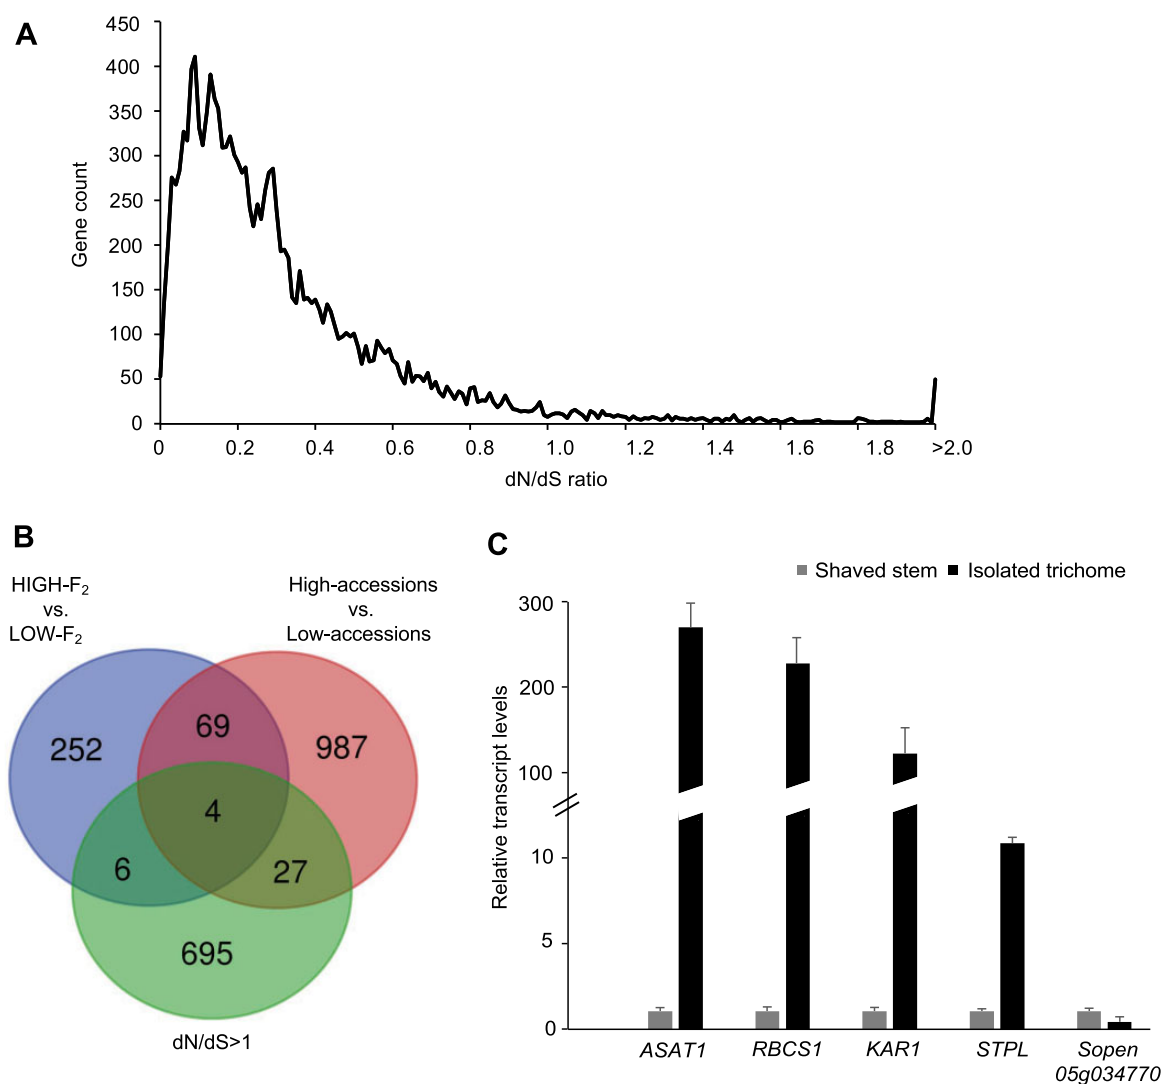 A
450
400
350
300
250
200
150
100
50
0
Gene count
0 0.2 0.4 0.6 0.8 1.0 1.2 1.4 1.6 1.8 >2.0
dN/dS ratio
B
HIGH-F2
vs.
LOW-F2
High-accessions
vs.
Low-accessions
252
69
987
4
6
27
695
dN/dS>1
C
Shaved stem Isolated trichome
300
200
100
10
5
0
Relative transcript levels
ASAT1 RBCS1 KAR1 STPL Sopen
05g034770